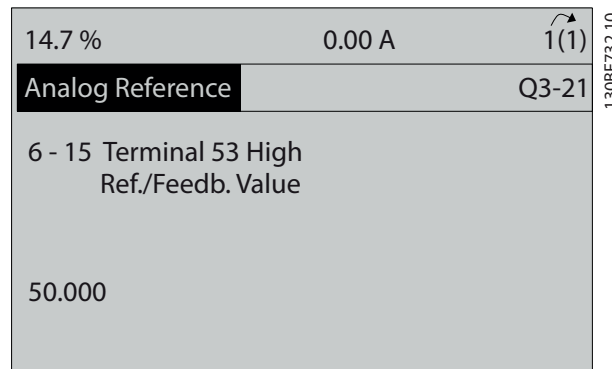 14.7 % 0.00 A 1(1)
Analog Reference Q3-21
6 - 15 Terminal 53 High
Ref./Feedb. Value
50.000
130BF732.10